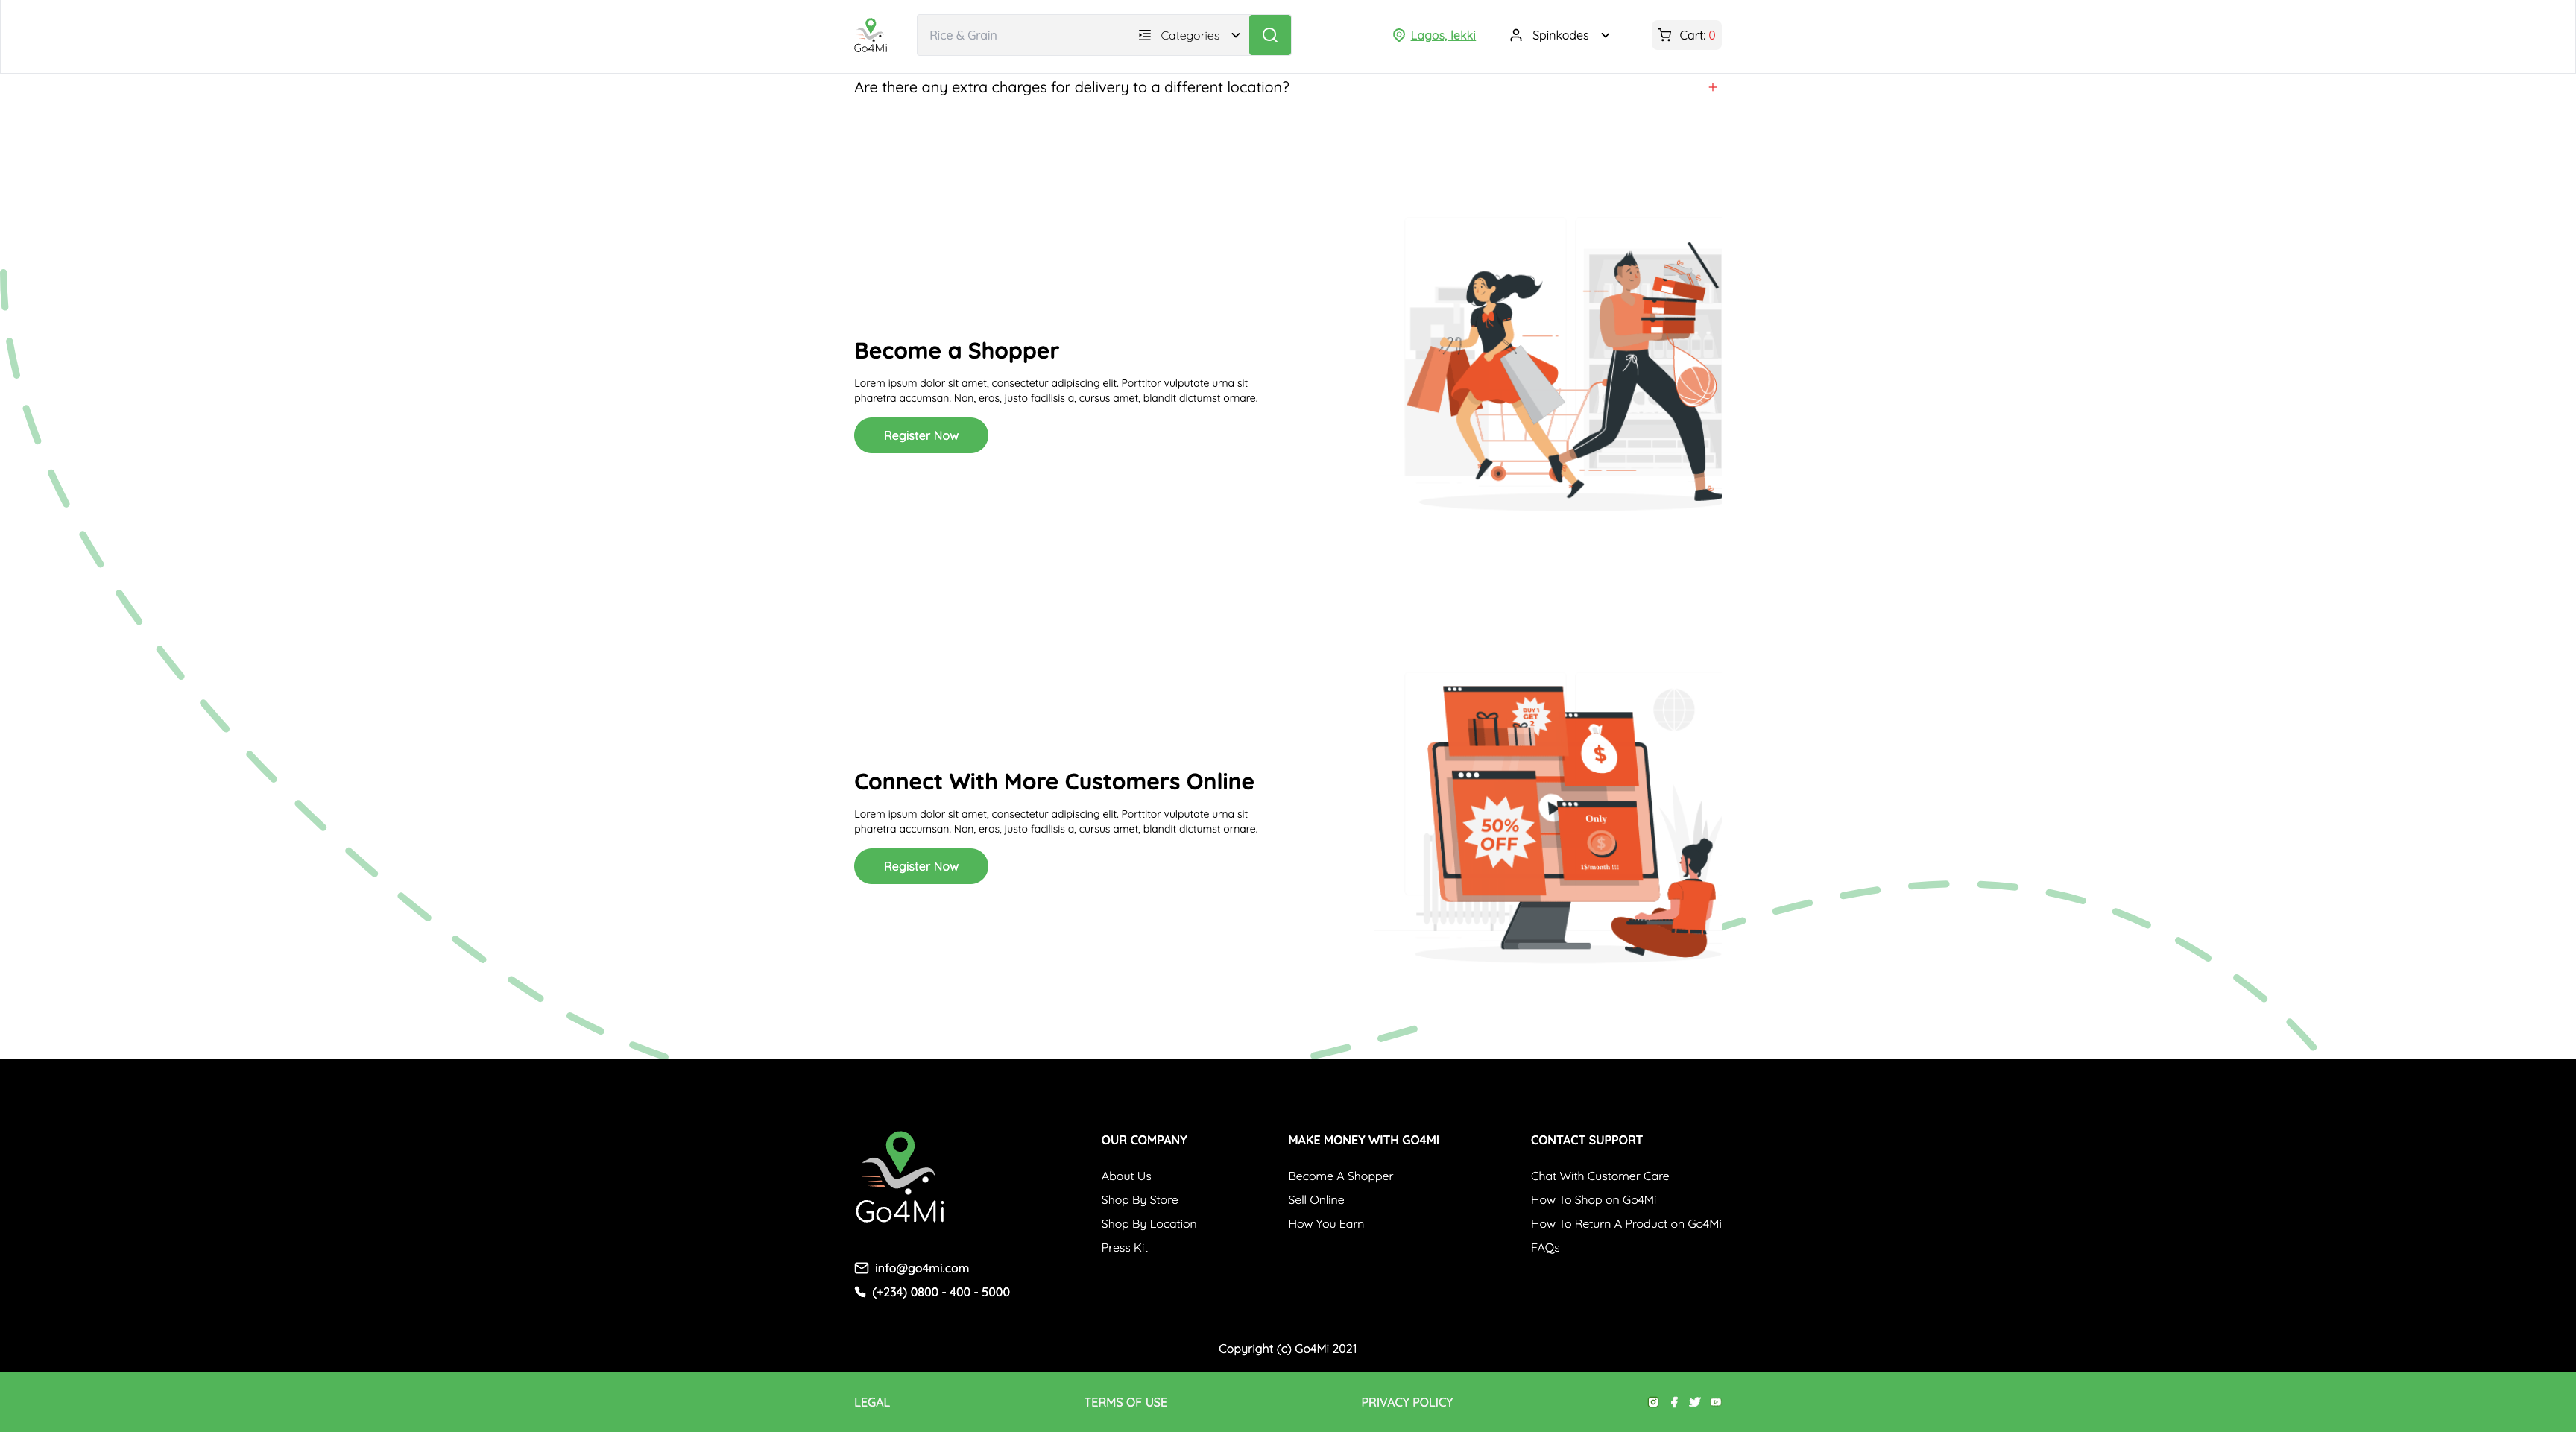 Go4Mi
Rice & Grain
Categories
Lagos, lekki
Spinkodes
Cart: 0
Are there any extra charges for delivery to a different location?
+
Become a Shopper
Lorem ipsum dolor sit amet, consectetur adipiscing elit. Porttitor vulputate urna sit
pharetra accumsan. Non, eros, justo facilisis a, cursus amet, blandit dictumst ornare.
Register Now
BUY 1
GET
2
$
50%
OFF
Only
$
1$/month !!!
Connect With More Customers Online
Lorem ipsum dolor sit amet, consectetur adipiscing elit. Porttitor vulputate urna sit
pharetra accumsan. Non, eros, justo facilisis a, cursus amet, blandit dictumst ornare.
Register Now
Go4Mi
info@go4mi.com
(+234) 0800 - 400 - 5000
OUR COMPANY
About Us
Shop By Store
Shop By Location
Press Kit
MAKE MONEY WITH GO4MI
Become A Shopper
Sell Online
How You Earn
CONTACT SUPPORT
Chat With Customer Care
How To Shop on Go4Mi
How To Return A Product on Go4Mi
FAQs
Copyright (c) Go4Mi 2021
LEGAL
TERMS OF USE
PRIVACY POLICY